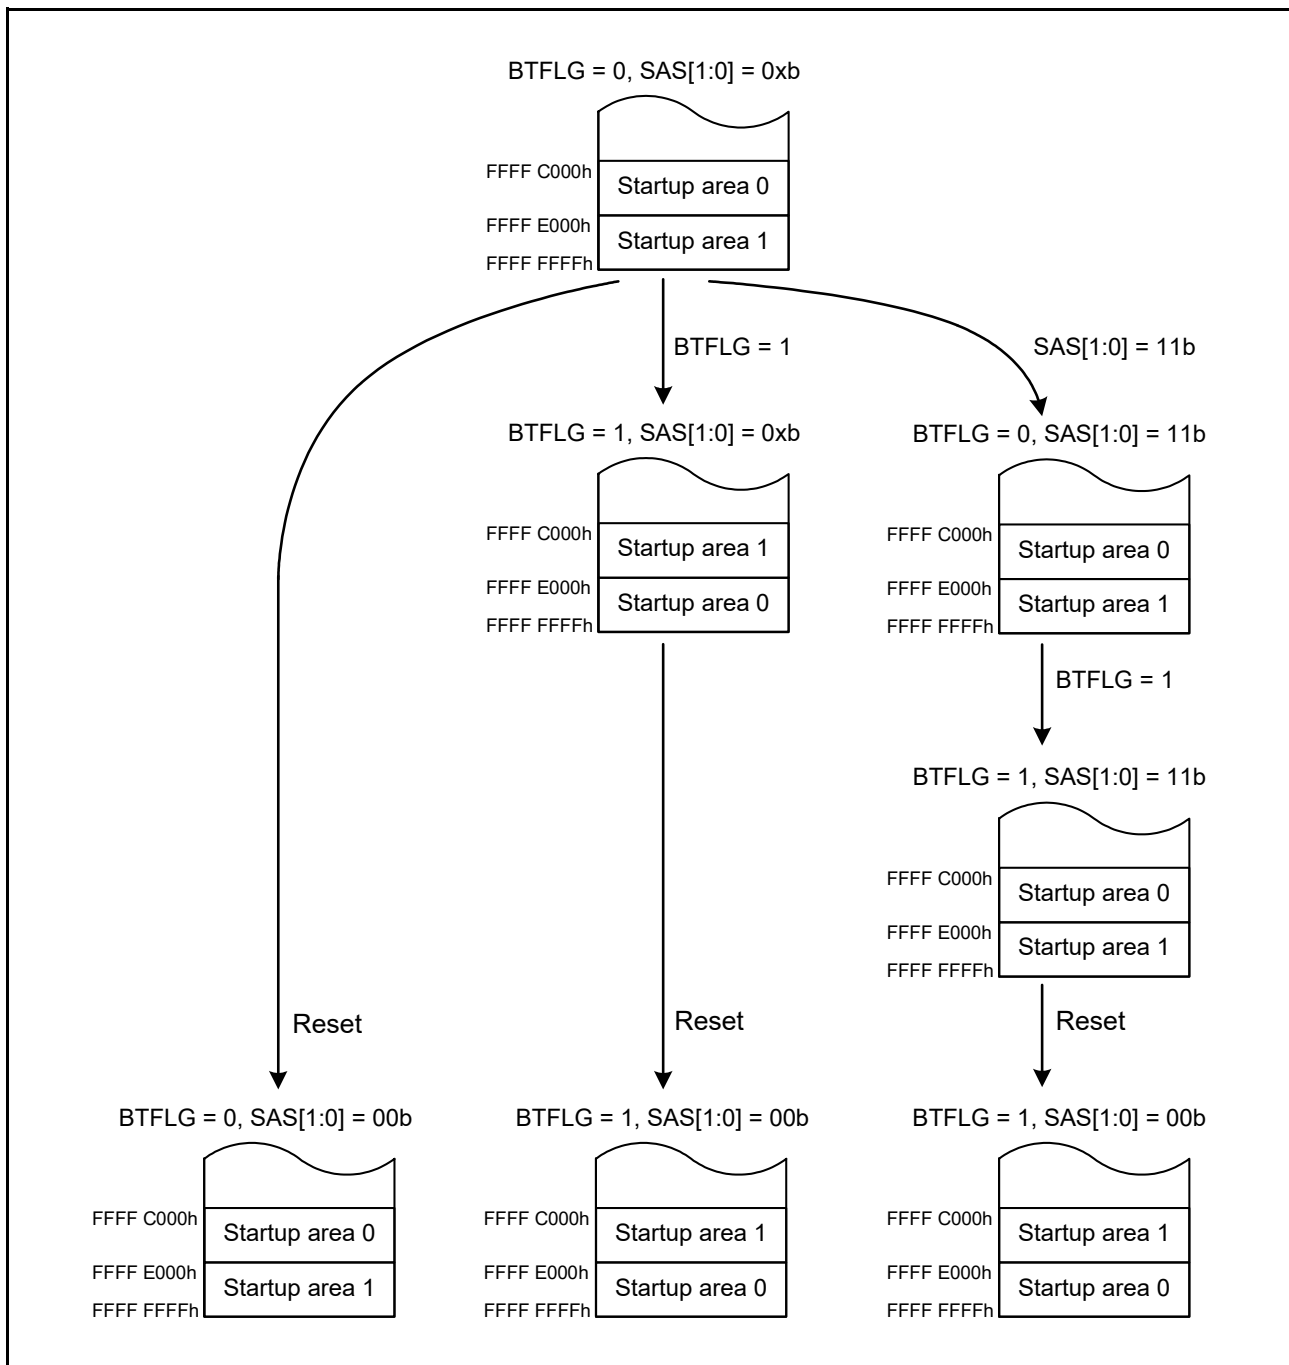 BTFLG = 0, SAS[1:0] = 0xb
FFFF C000h
Startup area 0
FFFF E000h
Startup area 1
FFFF FFFFh
BTFLG = 1
SAS[1:0] = 11b
BTFLG = 1, SAS[1:0] = 0xb
FFFF C000h
Startup area 1
FFFF E000h
Startup area 0
FFFF FFFFh
BTFLG = 0, SAS[1:0] = 11b
FFFF C000h
Startup area 0
FFFF E000h
Startup area 1
FFFF FFFFh
BTFLG = 1
BTFLG = 1, SAS[1:0] = 11b
FFFF C000h
Startup area 0
FFFF E000h
Startup area 1
FFFF FFFFh
Reset
Reset
Reset
BTFLG = 0, SAS[1:0] = 00b
FFFF C000h
Startup area 0
FFFF E000h
Startup area 1
FFFF FFFFh
BTFLG = 1, SAS[1:0] = 00b
FFFF C000h
Startup area 1
FFFF E000h
Startup area 0
FFFF FFFFh
BTFLG = 1, SAS[1:0] = 00b
FFFF C000h
Startup area 1
FFFF E000h
Startup area 0
FFFF FFFFh